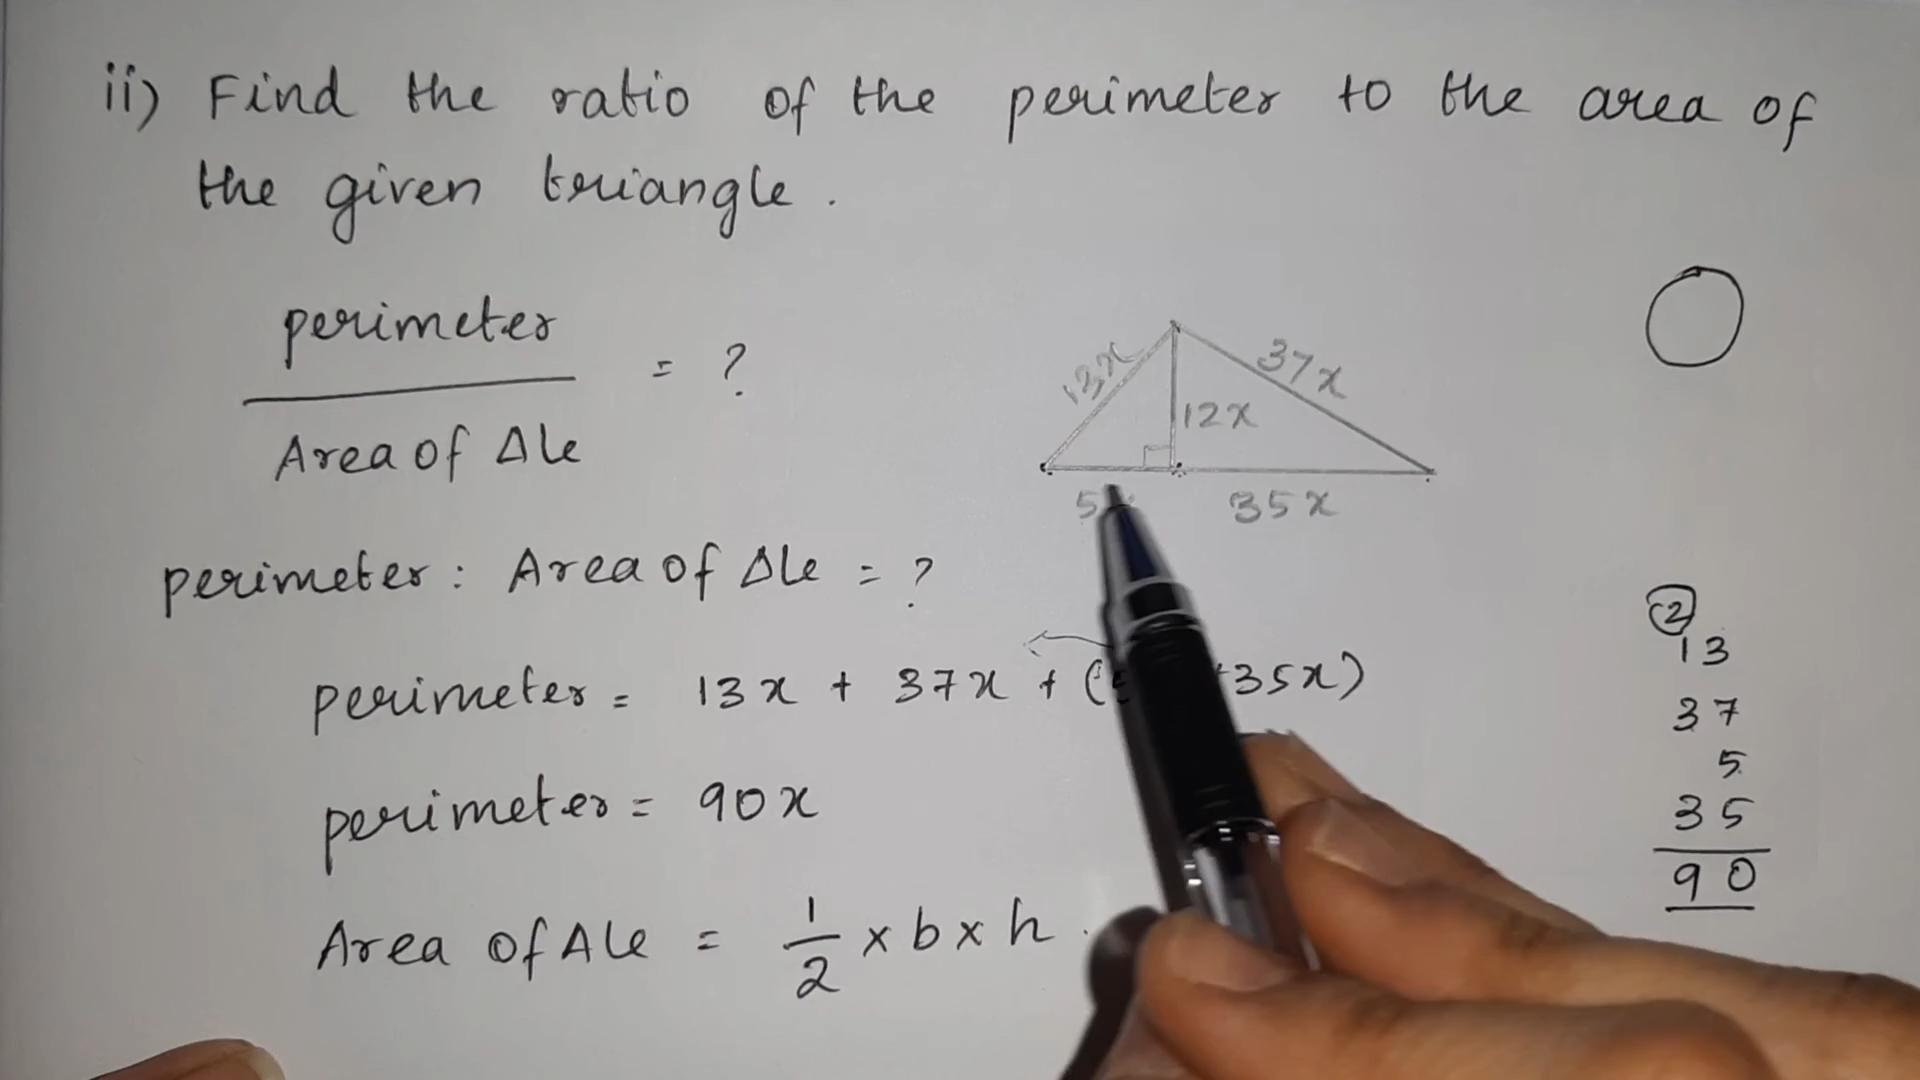 ii) Find the ratio of the perimeter to the area of
the given triangle.
perimeter
= ?
Area of Δle
13x
37x
12x
35x
perimeter : Area of Δle = ?
perimeter = 13x + 37x + ( +35x)
perimeter = 90x
Area of Δle = 1/2 × b × h
2
13
37
5
35
90